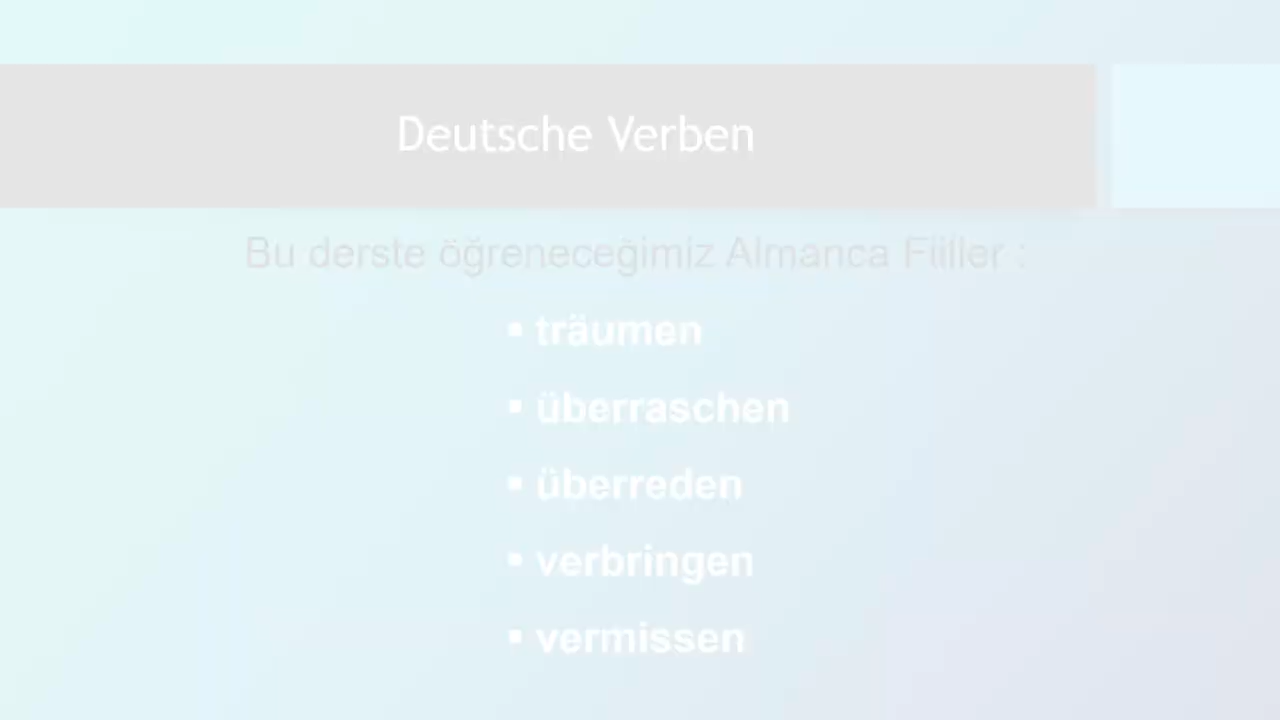 Deutsche Verben
Bu derste öğreneceğimiz Almanca Fiiller :
▪ träumen
▪ überraschen
▪ überreden
▪ verbringen
▪ vermissen